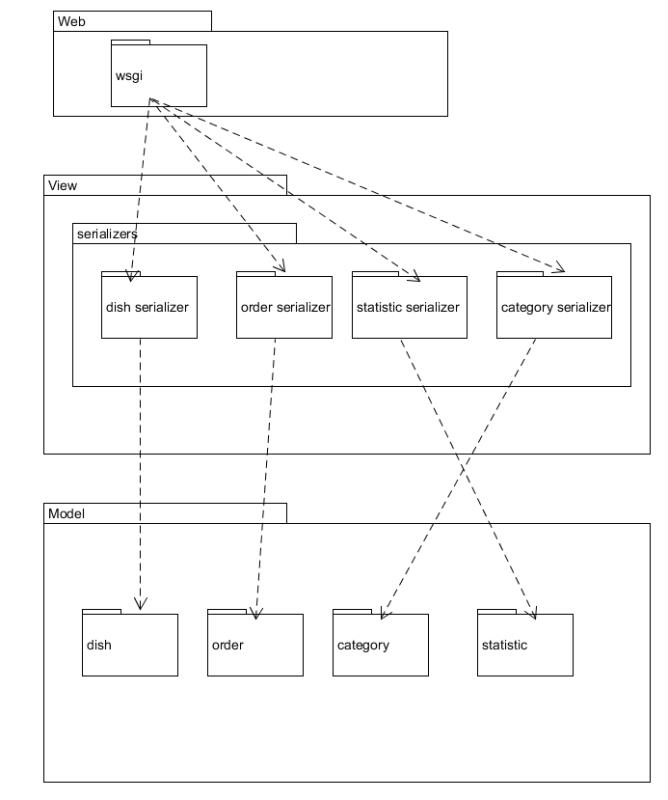 Web
wsgi
View
serializers
dish serializer
order serializer
statistic serializer
category serializer
Model
dish
order
category
statistic